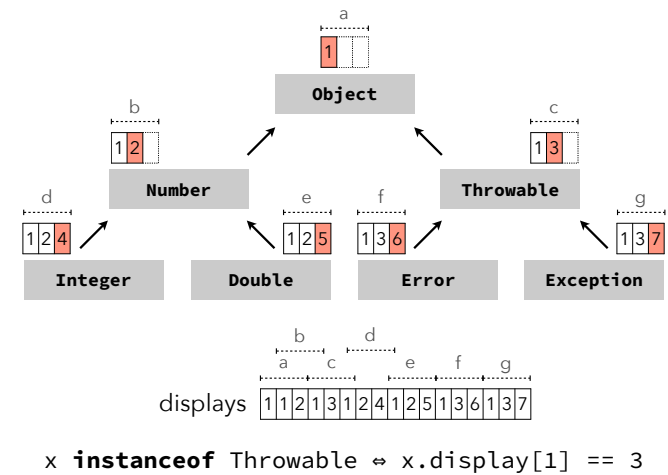 a
1
Object
b
c
1 2
1 3
Number
Throwable
d
e
f
g
1 2 4
1 2 5
1 3 6
1 3 7
Integer
Double
Error
Exception
b
d
a
c
e
f
g
displays 1 1 2 1 3 1 2 4 1 2 5 1 3 6 1 3 7
x instanceof Throwable ⇔ x.display[1] == 3